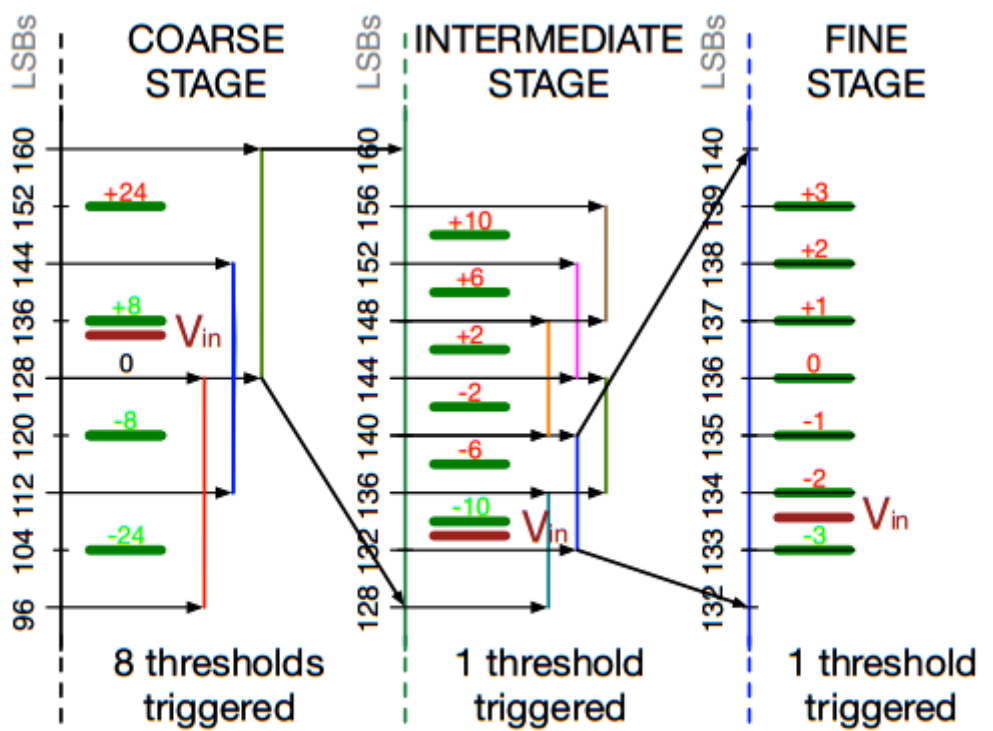 LSBs
COARSE
STAGE
160
152
144
136
128
120
112
104
96
+24
+8
Vin
0
-8
-24
8 thresholds
triggered
LSBs
INTERMEDIATE
STAGE
160
156
152
148
144
140
136
132
128
+10
+6
+2
-2
-6
-10
Vin
1 threshold
triggered
LSBs
FINE
STAGE
140
139
138
137
136
135
134
133
132
+3
+2
+1
0
-1
-2
Vin
-3
1 threshold
triggered